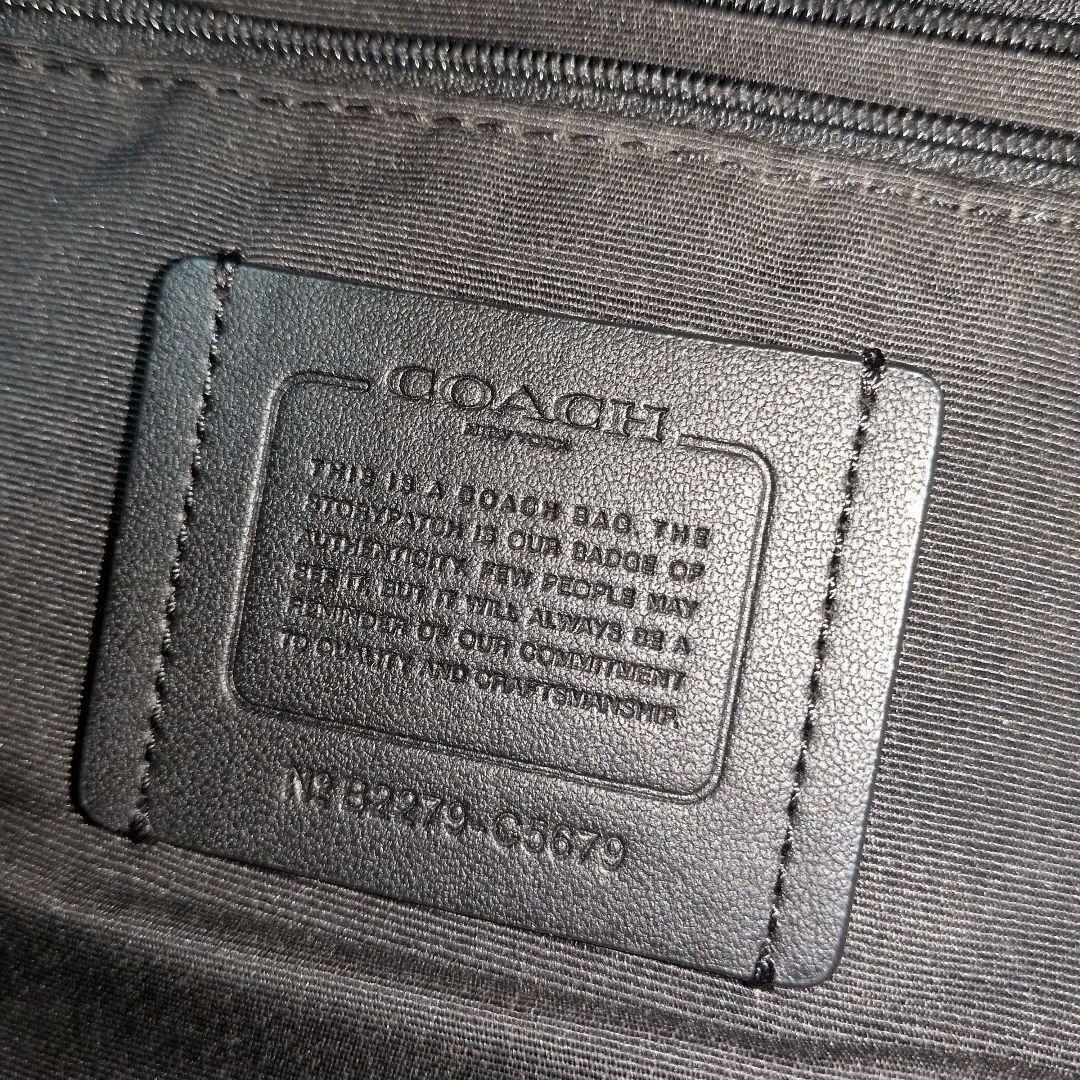 COACH
NEW YORK
THIS IS A COACH BAG. THE
STORYPATCH IS OUR BADGE OF
AUTHENTICITY. FEW PEOPLE MAY
SEE IT, BUT IT WILL ALWAYS BE A
REMINDER OF OUR COMMITMENT
TO QUALITY AND CRAFTSMANSHIP.
Nº B2279-C5679